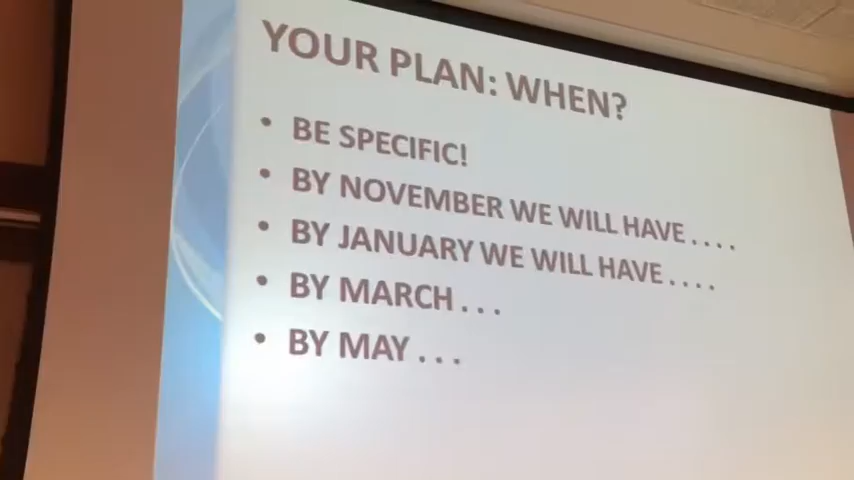 YOUR PLAN: WHEN?
• BE SPECIFIC!
• BY NOVEMBER WE WILL HAVE . . . .
• BY JANUARY WE WILL HAVE . . . .
• BY MARCH . . .
• BY MAY . . .